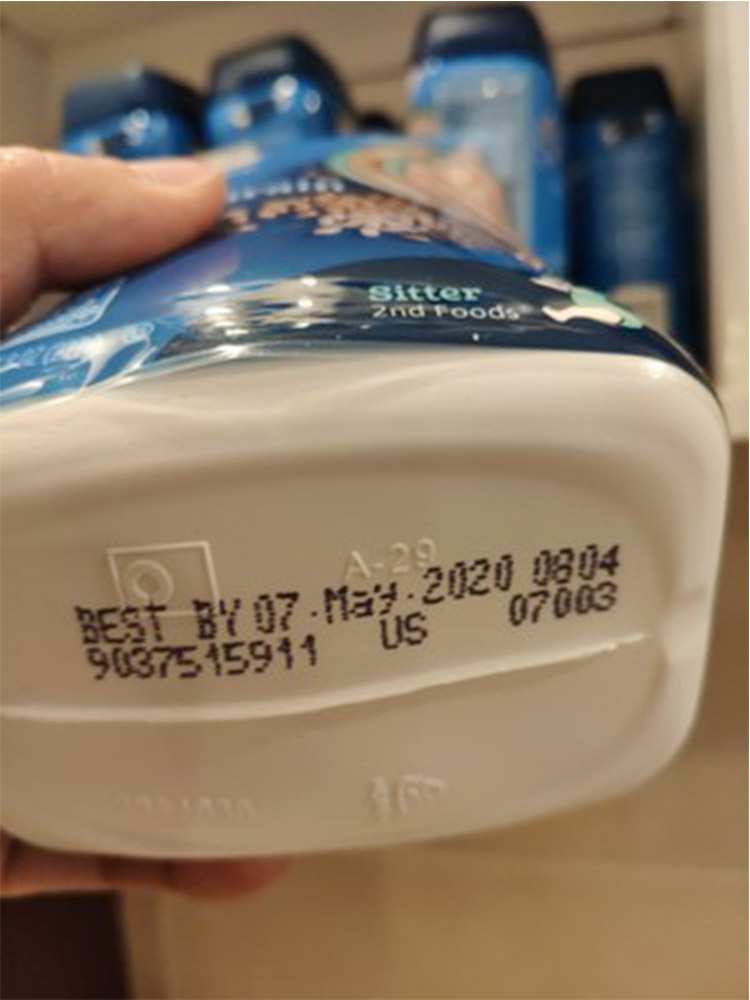 Sitter
2nd Foods
A-29
BEST BY 07.May.2020 0804
9037515911 US 07003